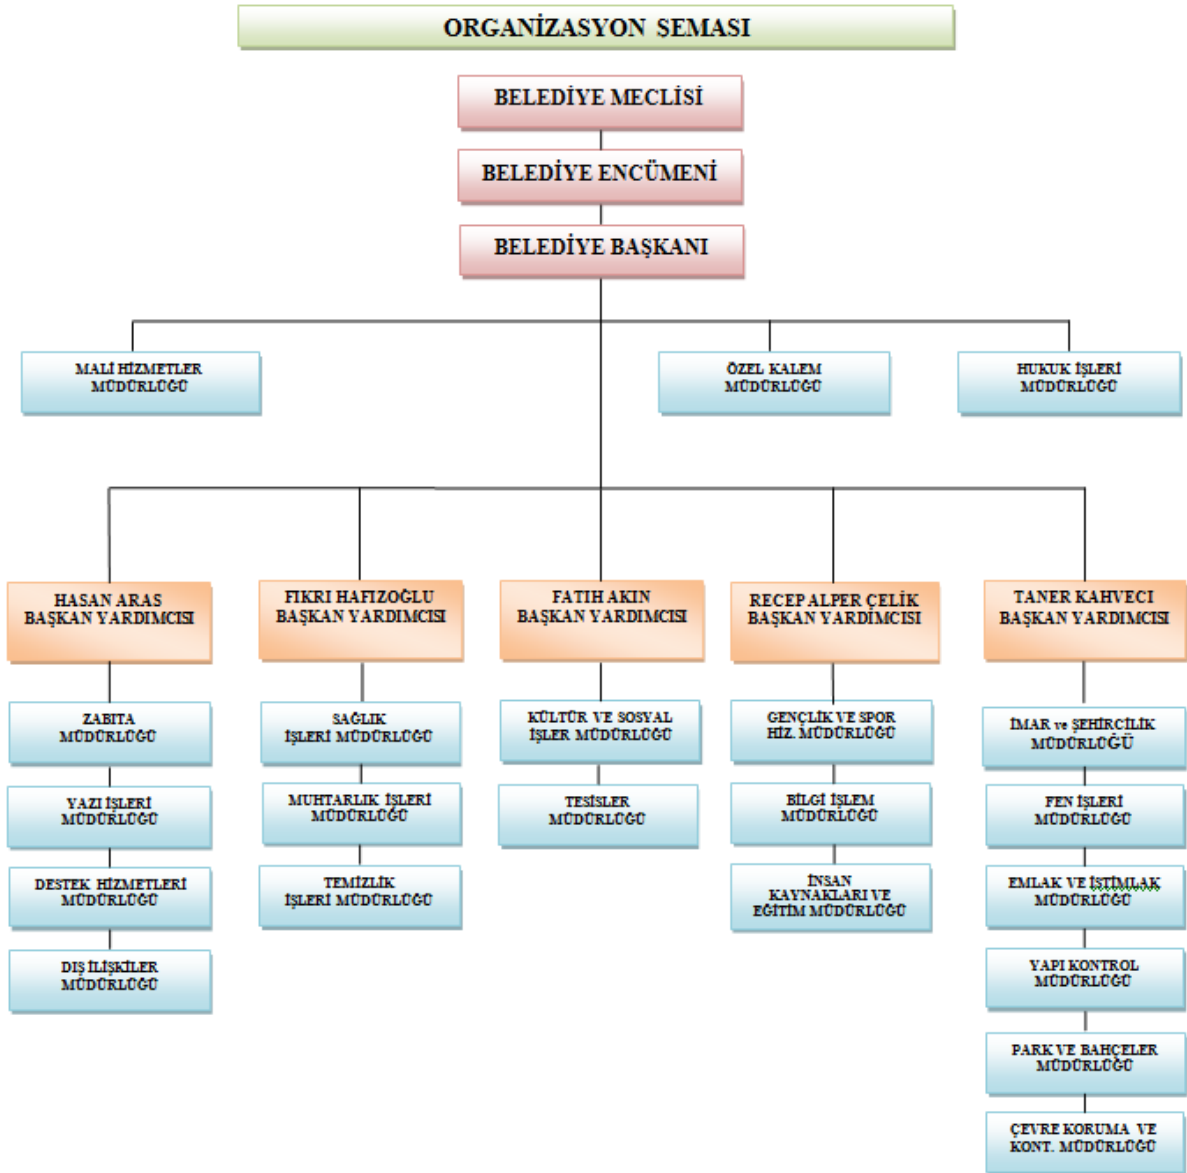 ORGANİZASYON ŞEMASI
BELEDİYE MECLİSİ
BELEDİYE ENCÜMENİ
BELEDİYE BAŞKANI
MALİ HİZMETLER
MÜDÜRLÜĞÜ
ÖZEL KALEM
MÜDÜRLÜĞÜ
HUKUK İŞLERİ
MÜDÜRLÜĞÜ
HASAN ARAS
BAŞKAN YARDIMCISI
FIKRI HAFIZOĞLU
BAŞKAN YARDIMCISI
FATIH AKIN
BAŞKAN YARDIMCISI
RECEP ALPER ÇELİK
BAŞKAN YARDIMCISI
TANER KAHVECI
BAŞKAN YARDIMCISI
ZABITA
MÜDÜRLÜĞÜ
YAZI İŞLERİ
MÜDÜRLÜĞÜ
DESTEK HİZMETLERİ
MÜDÜRLÜĞÜ
DIŞ İLİŞKİLER
MÜDÜRLÜĞÜ
SAĞLIK
İŞLERİ MÜDÜRLÜĞÜ
MUHTARLIK İŞLERİ
MÜDÜRLÜĞÜ
TEMİZLİK
İŞLERİ MÜDÜRLÜĞÜ
KÜLTÜR VE SOSYAL
İŞLER MÜDÜRLÜĞÜ
TESİSLER
MÜDÜRLÜĞÜ
GENÇLİK VE SPOR
HİZ. MÜDÜRLÜĞÜ
BİLGİ İŞLEM
MÜDÜRLÜĞÜ
İNSAN
KAYNAKLARI VE
EĞİTİM MÜDÜRLÜĞÜ
İMAR ve ŞEHİRCİLİK
MÜDÜRLÜĞÜ
FEN İŞLERİ
MÜDÜRLÜĞÜ
EMLAK VE İSTİMLAK
MÜDÜRLÜĞÜ
YAPI KONTROL
MÜDÜRLÜĞÜ
PARK VE BAHÇELER
MÜDÜRLÜĞÜ
ÇEVRE KORUMA VE
KONT. MÜDÜRLÜĞÜ